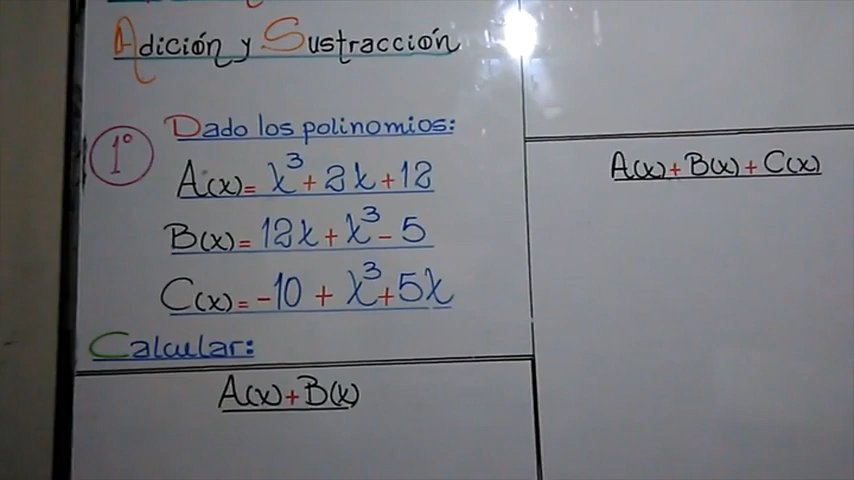 Adición y Sustracción
1° Dado los polinomios:
A(x) = x³ + 2x + 12
B(x) = 12x + x³ - 5
C(x) = -10 + x³ + 5x
Calcular:
A(x) + B(x)
A(x) + B(x) + C(x)